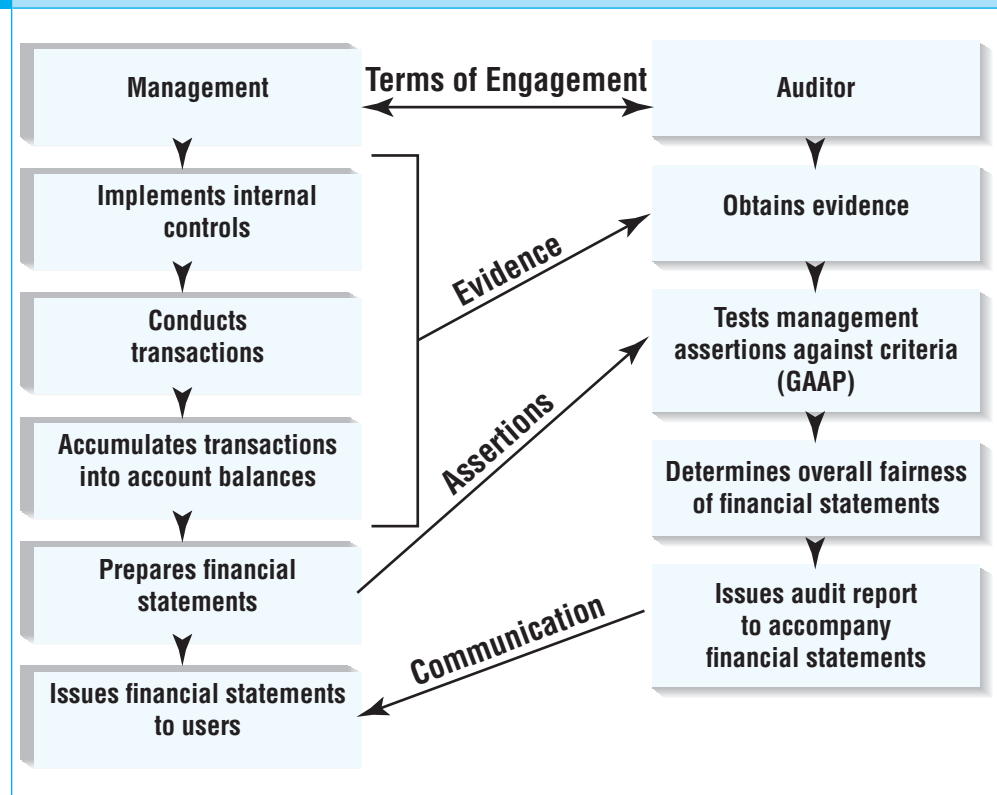 Management
Terms of Engagement
Auditor
Implements internal
controls
Obtains evidence
Evidence
Conducts
transactions
Tests management
assertions against criteria
(GAAP)
Assertions
Accumulates transactions
into account balances
Determines overall fairness
of financial statements
Prepares financial
statements
Issues audit report
to accompany
financial statements
Communication
Issues financial statements
to users